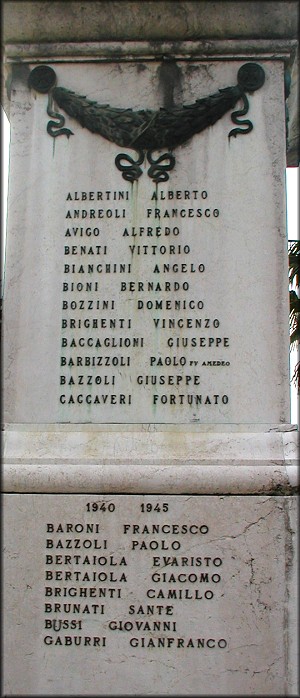 ALBERTINI ALBERTO
ANDREOLI FRANCESCO
AVIGO ALFREDO
BENATI VITTORIO
BIANCHINI ANGELO
BIONI BERNARDO
BOZZINI DOMENICO
BRIGHENTI VINCENZO
BACCAGLIONI GIUSEPPE
BARBIZZOLI PAOLO FU AMEDEO
BAZZOLI GIUSEPPE
CACCAVERI FORTUNATO
1940 1945
BARONI FRANCESCO
BAZZOLI PAOLO
BERTAIOLA EVARISTO
BERTAIOLA GIACOMO
BRIGHENTI CAMILLO
BRUNATI SANTE
BUSSI GIOVANNI
GABURRI GIANFRANCO